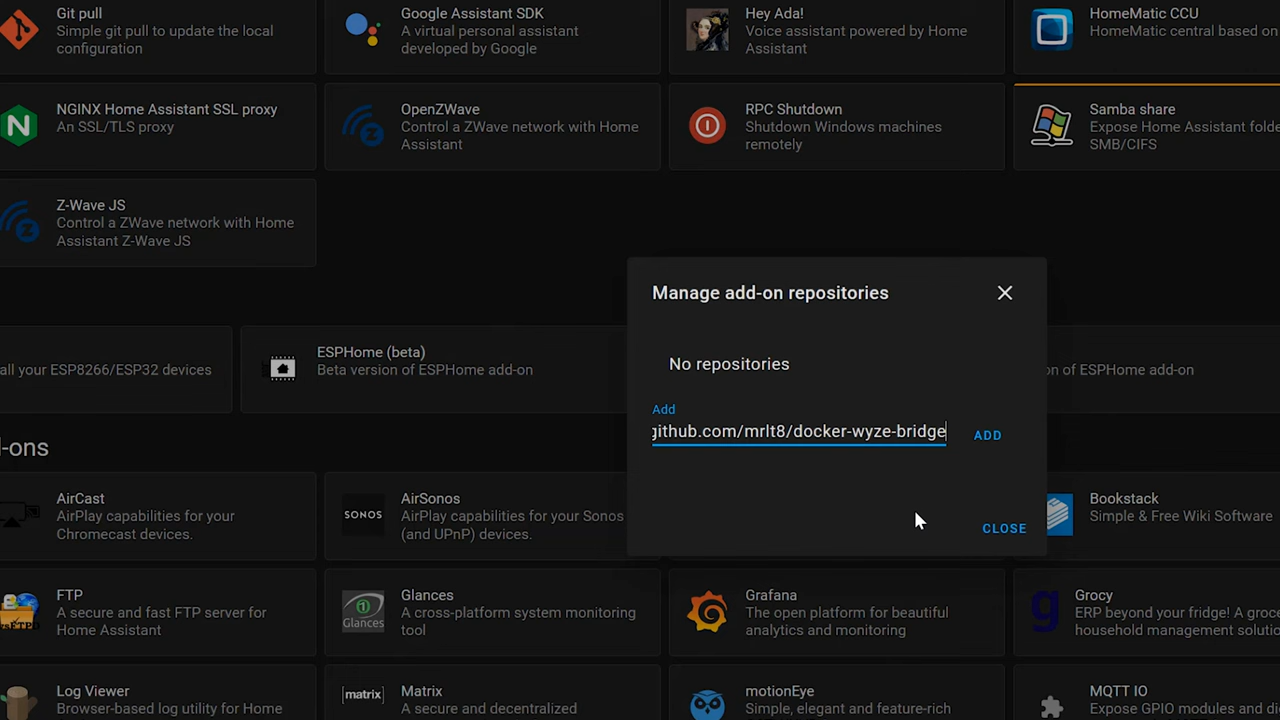 Git pull
Simple git pull to update the local
configuration
Google Assistant SDK
A virtual personal assistant
developed by Google
Hey Ada!
Voice assistant powered by Home
Assistant
HomeMatic CCU
HomeMatic central based on
N
NGINX Home Assistant SSL proxy
An SSL/TLS proxy
OpenZWave
Control a ZWave network with Home
Assistant
RPC Shutdown
Shutdown Windows machines
remotely
Samba share
Expose Home Assistant folde
SMB/CIFS
Z-Wave JS
Control a ZWave network with Home
Assistant Z-Wave JS
Manage add-on repositories
No repositories
Add
github.com/mrlt8/docker-wyze-bridge
ADD
CLOSE
all your ESP8266/ESP32 devices
ESPHome (beta)
Beta version of ESPHome add-on
on of ESPHome add-on
d-ons
AirCast
AirPlay capabilities for your
Chromecast devices.
SONOS
AirSonos
AirPlay capabilities for your Sonos
(and UPnP) devices.
Bookstack
Simple & Free Wiki Software
FTP
A secure and fast FTP server for
Home Assistant
Glances
Glances
A cross-platform system monitoring
tool
Grafana
The open platform for beautiful
analytics and monitoring
g
Grocy
ERP beyond your fridge! A groce
household management solutio
Log Viewer
Browser-based log utility for Home
[matrix]
Matrix
A secure and decentralized
motionEye
Simple, elegant and feature-rich
MQTT IO
Expose GPIO modules and di